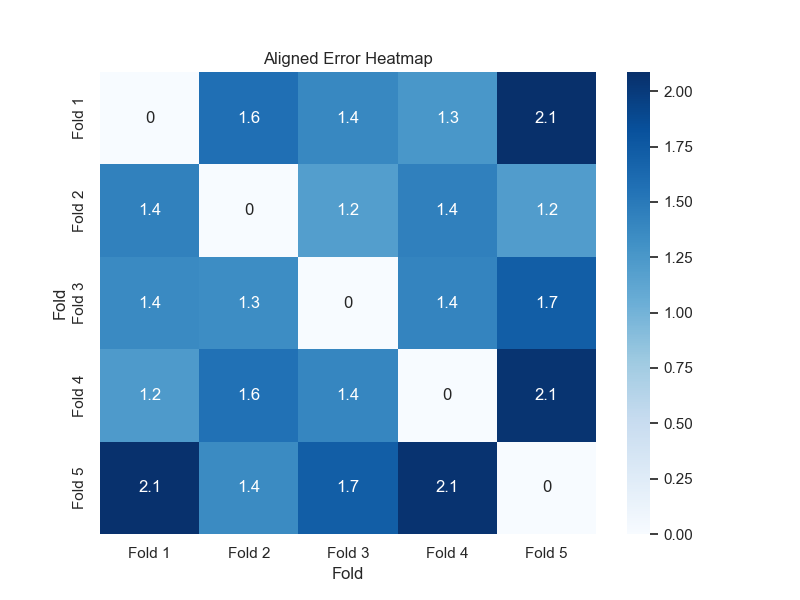 Aligned Error Heatmap
Fold 1 0 1.6 1.4 1.3 2.1
Fold 2 1.4 0 1.2 1.4 1.2
Fold 3 1.4 1.3 0 1.4 1.7
Fold 4 1.2 1.6 1.4 0 2.1
Fold 5 2.1 1.4 1.7 2.1 0
Fold
Fold 1 Fold 2 Fold 3 Fold 4 Fold 5
Fold
2.00
1.75
1.50
1.25
1.00
0.75
0.50
0.25
0.00